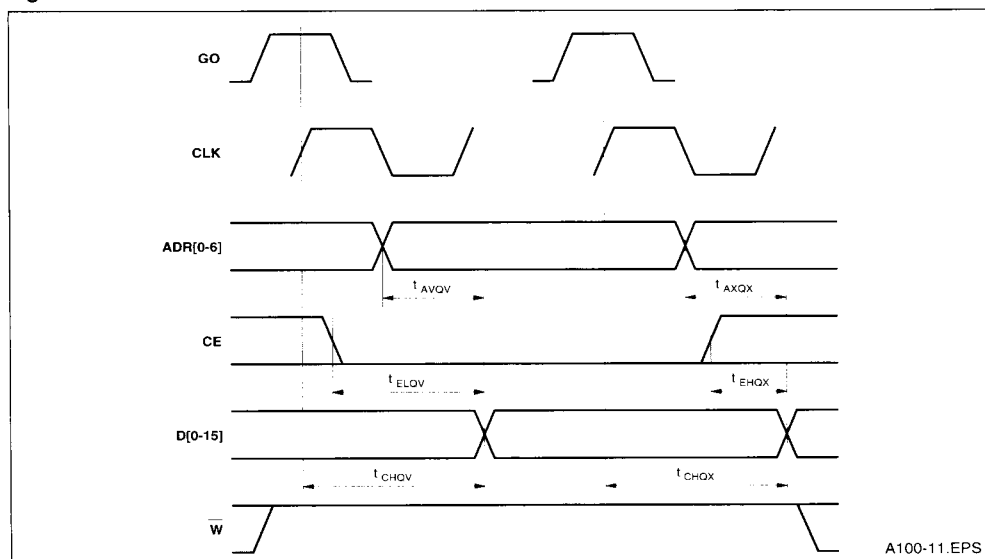 GO
CLK
ADR[0-6]
t AVQV
t AXQX
CE
t ELQV
t EHQX
D[0-15]
t CHQV
t CHQX
W̅
A100-11.EPS